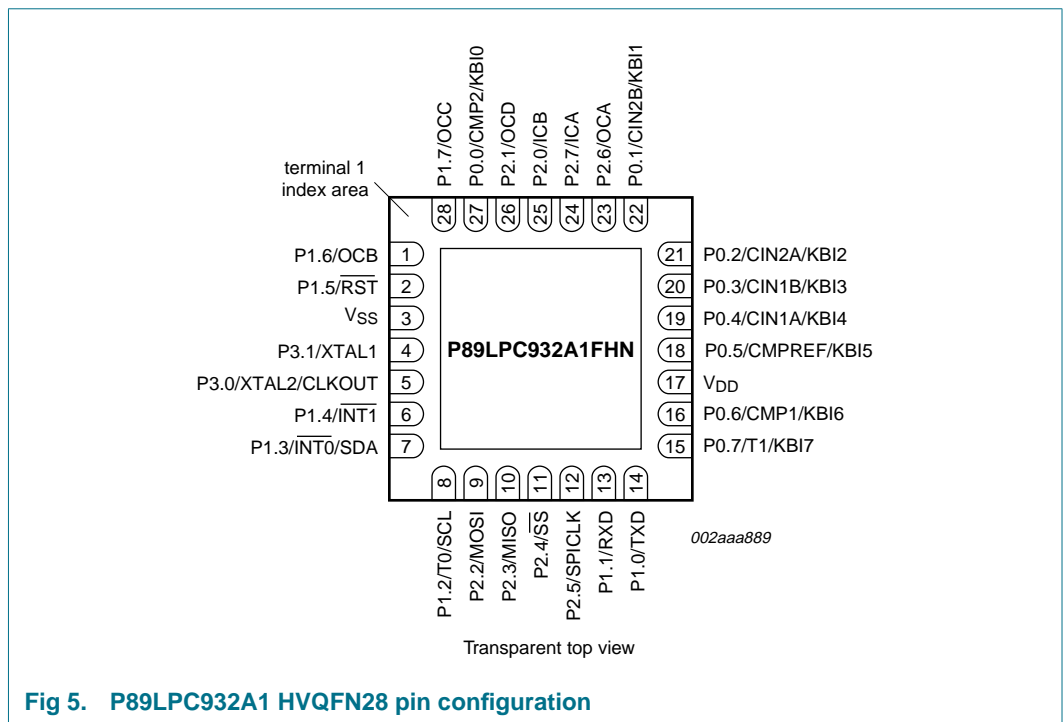 P1.7/OCC
P0.0/CMP2/KBI0
P2.1/OCD
P2.0/ICB
P2.7/ICA
P2.6/OCA
P0.1/CIN2B/KBI1
terminal 1
index area
28
27
26
25
24
23
22
P1.6/OCB 1
21 P0.2/CIN2A/KBI2
P1.5/RST 2
20 P0.3/CIN1B/KBI3
VSS 3
19 P0.4/CIN1A/KBI4
P3.1/XTAL1 4
P89LPC932A1FHN
18 P0.5/CMPREF/KBI5
P3.0/XTAL2/CLKOUT 5
17 VDD
P1.4/INT1 6
16 P0.6/CMP1/KBI6
P1.3/INT0/SDA 7
15 P0.7/T1/KBI7
8
9
10
11
12
13
14
P1.2/T0/SCL
P2.2/MOSI
P2.3/MISO
P2.4/SS
P2.5/SPICLK
P1.1/RXD
P1.0/TXD
002aaa889
Transparent top view
Fig 5. P89LPC932A1 HVQFN28 pin configuration